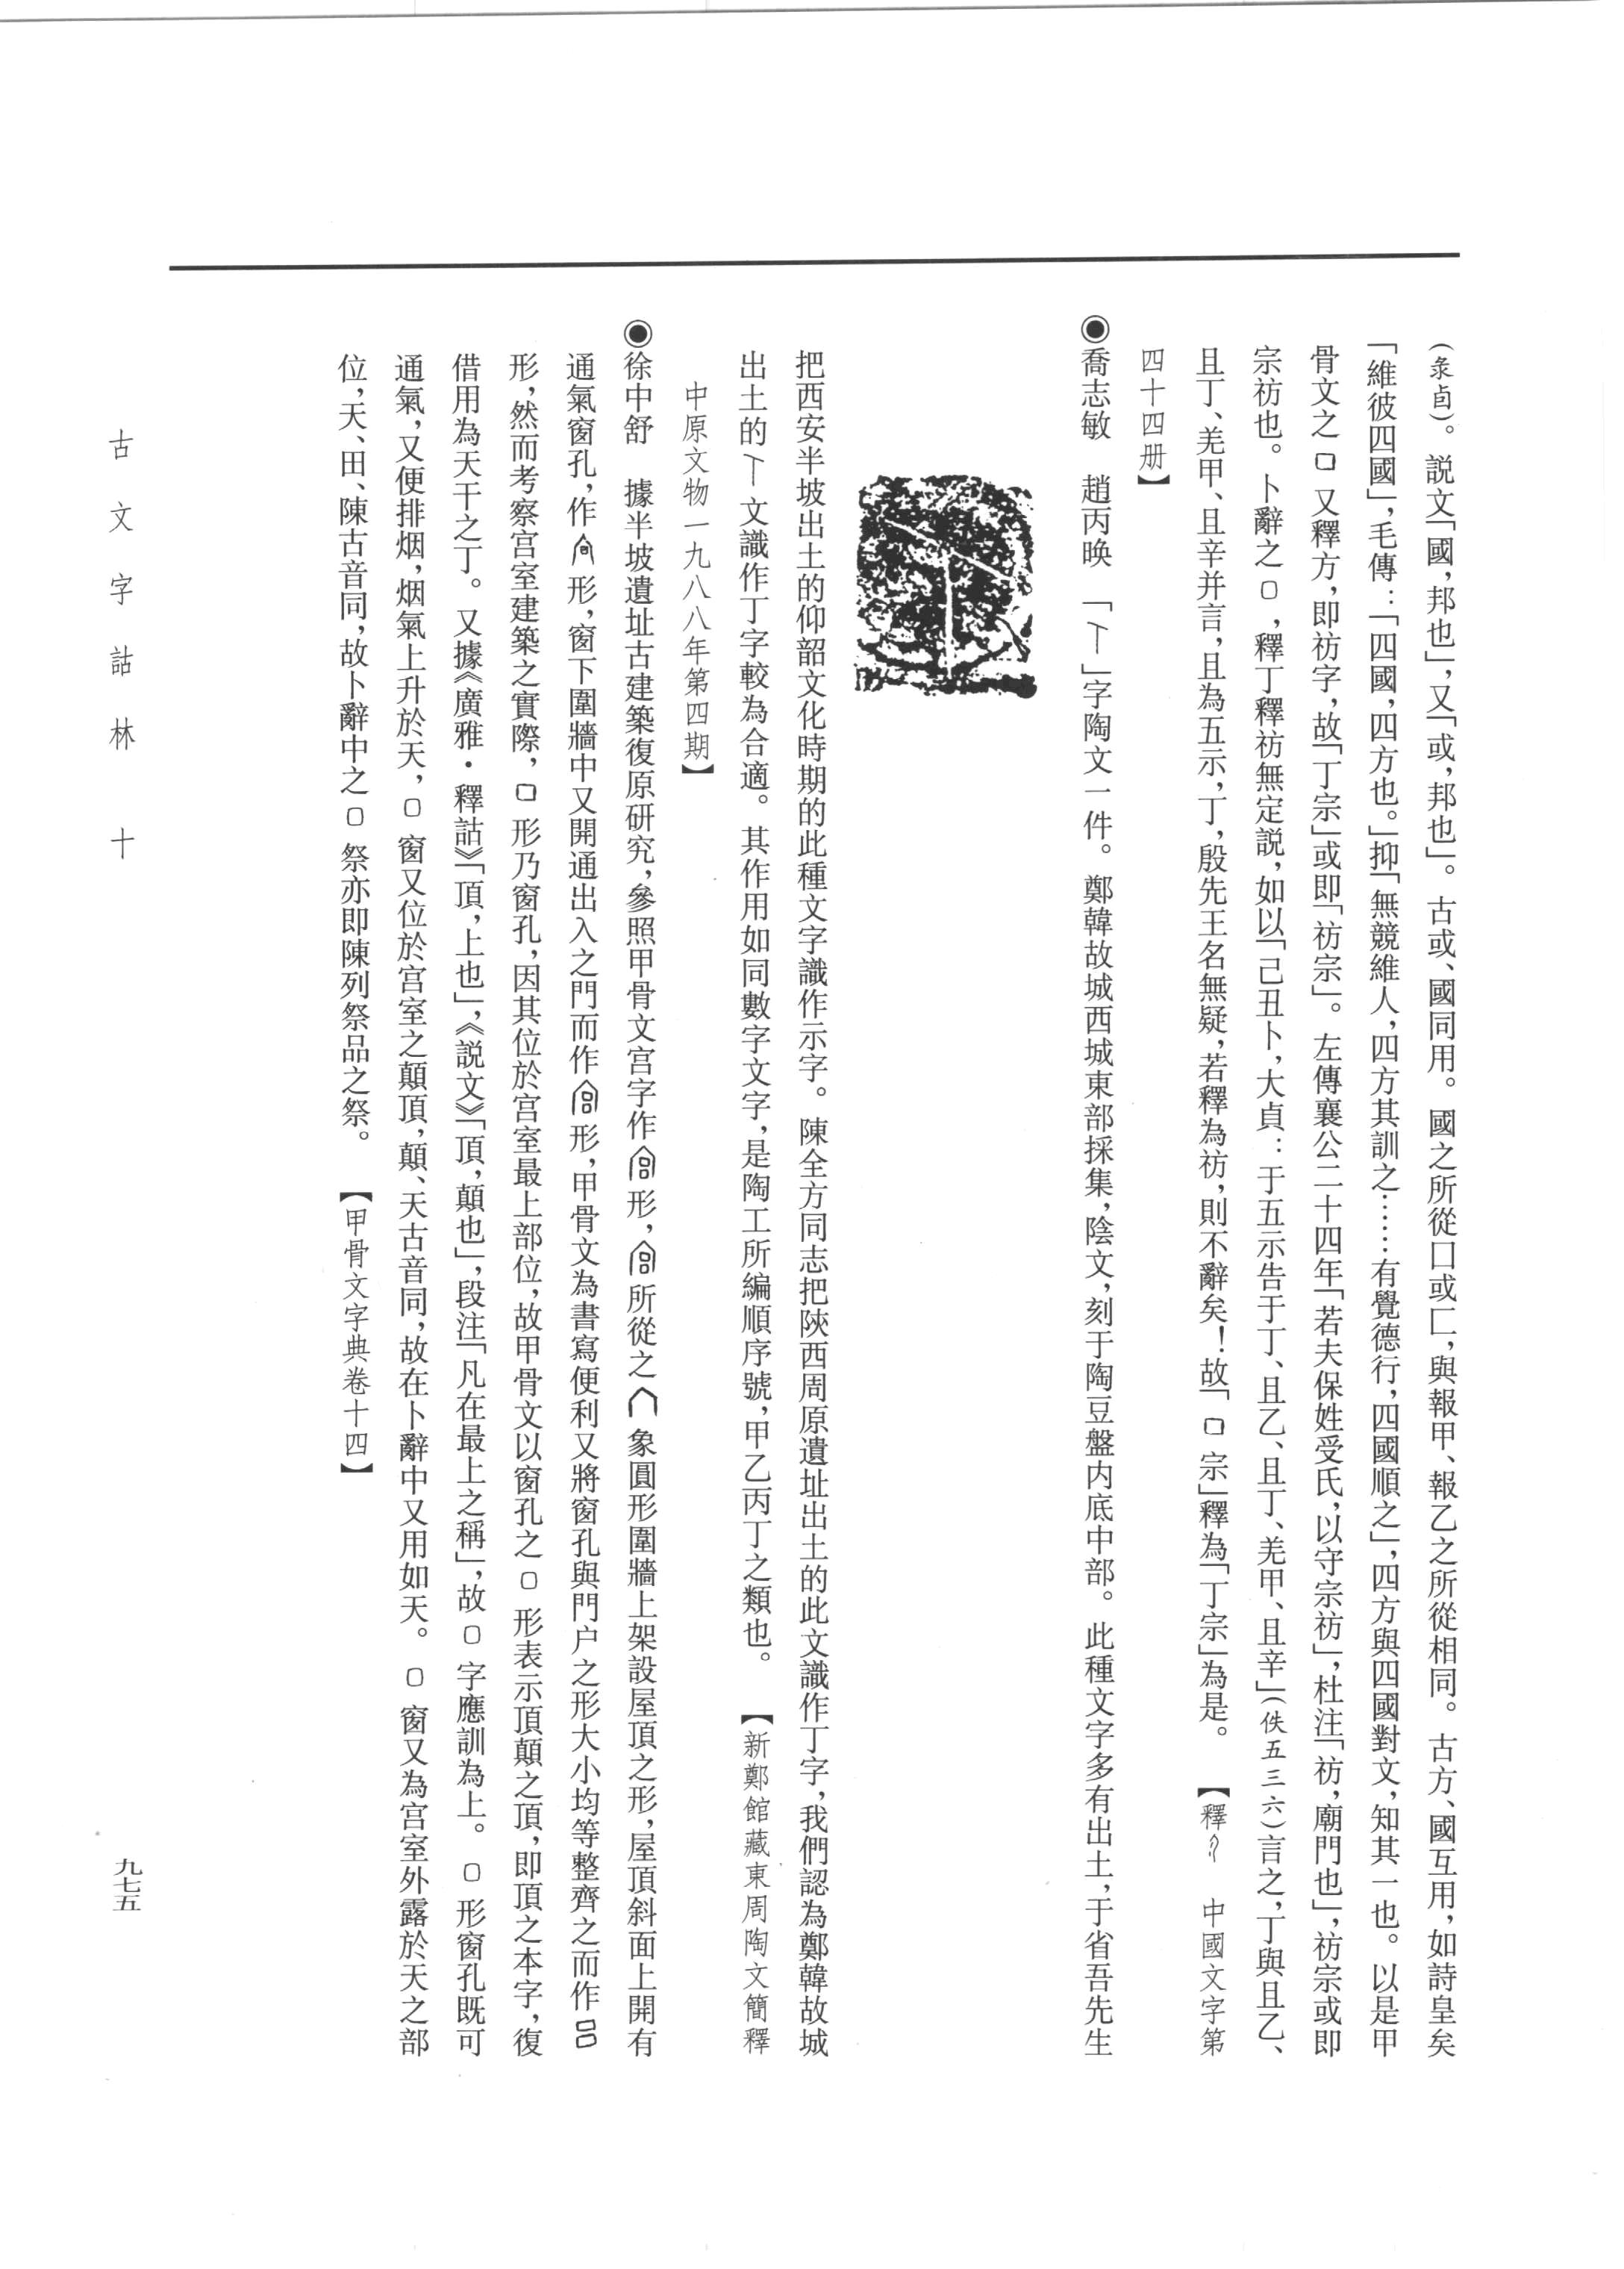 （彔卣）。説文「國，邦也」，又「或，邦也」。古或、國同用。國之所從囗或匚，與報甲、報乙之所從相同。古方、國互用，如詩皇矣
「維彼四國」，毛傳：「四國，四方也。」抑「無競維人，四方其訓之……有覺德行，四國順之」，四方與四國對文，知其一也。以是甲
骨文之囗又釋方，即祊字，故「丁宗」或即「祊宗」。左傳襄公二十四年「若夫保姓受氏，以守宗祊」，杜注「祊，廟門也」，祊宗或即
宗祊也。卜辭之囗，釋丁釋祊無定説，如以「己丑卜，大貞：于五示告于丁、且乙、且丁、羌甲、且辛」（佚五三六）言之，丁與且乙、
且丁、羌甲、且辛并言，且為五示，丁，殷先王名無疑，若釋為祊，則不辭矣！故「囗宗」釋為「丁宗」為是。【釋 中國文字第
四十四册】
◉喬志敏 趙丙唤 「丅」字陶文一件。鄭韓故城西城東部採集，陰文，刻于陶豆盤内底中部。此種文字多有出土，于省吾先生
把西安半坡出土的仰韶文化時期的此種文字識作示字。陳全方同志把陝西周原遺址出土的此文識作丁字，我們認為鄭韓故城
出土的丅文識作丁字較為合適。其作用如同數字文字，是陶工所編順序號，甲乙丙丁之類也。【新鄭館藏東周陶文簡釋
中原文物一九八八年第四期】
◉徐中舒 據半坡遺址古建築復原研究，參照甲骨文宫字作形，所從之象圓形圍牆上架設屋頂之形，屋頂斜面上開有
通氣窗孔，作形，窗下圍牆中又開通出入之門而作形，甲骨文為書寫便利又將窗孔與門户之形大小均等整齊之而作吕
形，然而考察宫室建築之實際，囗形乃窗孔，因其位於宫室最上部位，故甲骨文以窗孔之囗形表示頂顛之頂，即頂之本字，復
借用為天干之丁。又據《廣雅·釋詁》「頂，上也」，《説文》「頂，顛也」，段注「凡在最上之稱」，故囗字應訓為上。囗形窗孔既可
通氣，又便排烟，烟氣上升於天，囗窗又位於宫室之顛頂，顛、天古音同，故在卜辭中又用如天。囗窗又為宫室外露於天之部
位，天、田、陳古音同，故卜辭中之囗祭亦即陳列祭品之祭。【甲骨文字典卷十四】
古文字詁林 十
九七五